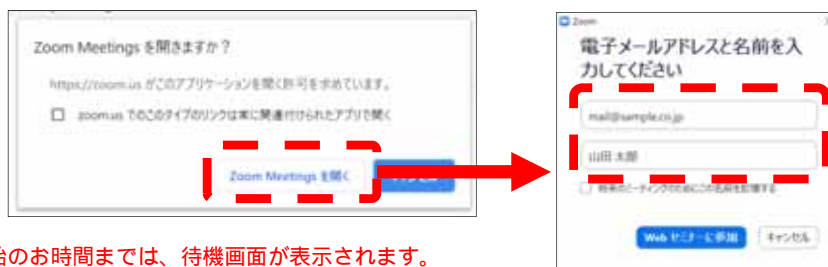 Zoom Meetings を開きますか？
https://zoom.us がこのアプリケーションを開く許可を求めています。
zoom.us でのこのタイプのリンクは常に関連付けられたアプリで開く
Zoom Meetings を開く
始のお時間までは、待機画面が表示されます。
Zoom
電子メールアドレスと名前を入
力してください
mail@sample.co.jp
山田 太郎
将来のミーティングのためにこの名前を記憶する
Web セミナーに参加 キャンセル